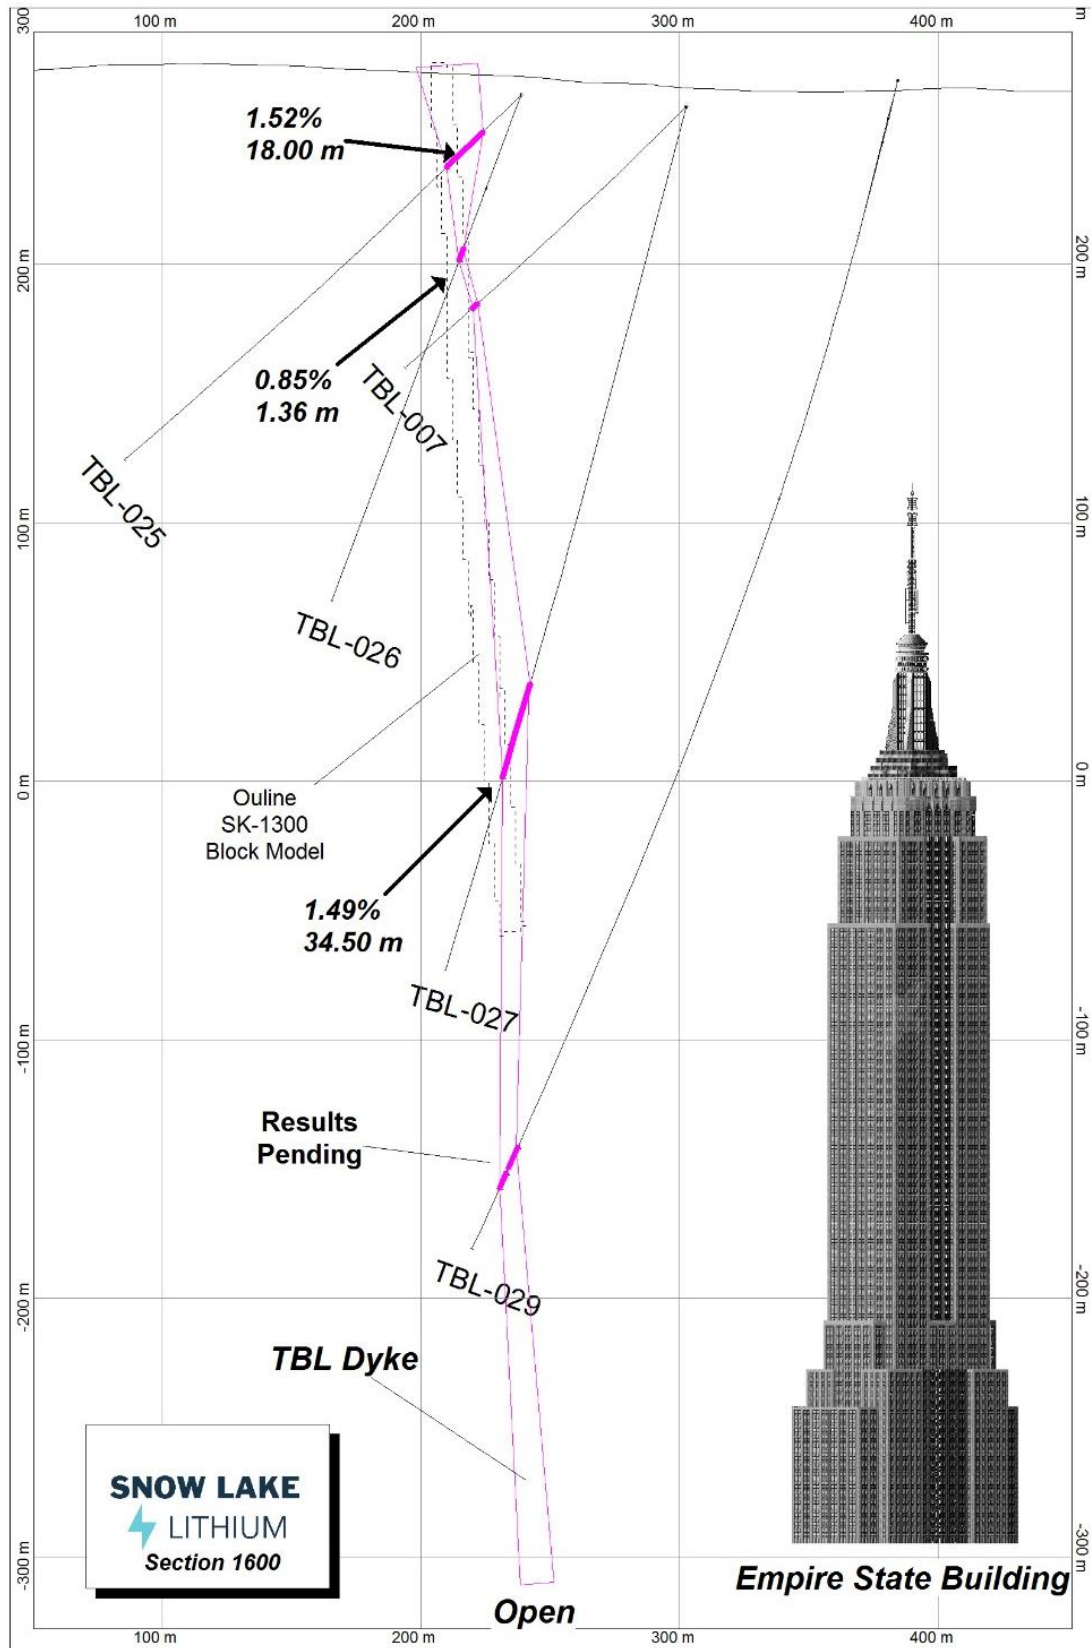 300
100 m
200 m
300 m
400 m
m
1.52%
18.00 m
200 m
200 m
0.85%
1.36 m
TBL-007
TBL-025
100 m
100 m
TBL-026
0 m
0 m
Ouline
SK-1300
Block Model
1.49%
34.50 m
TBL-027
-100 m
-100 m
Results
Pending
TBL-029
-200 m
-200 m
TBL Dyke
SNOW LAKE
LITHIUM
Section 1600
-300 m
-300 m
Empire State Building
Open
100 m
200 m
300 m
400 m